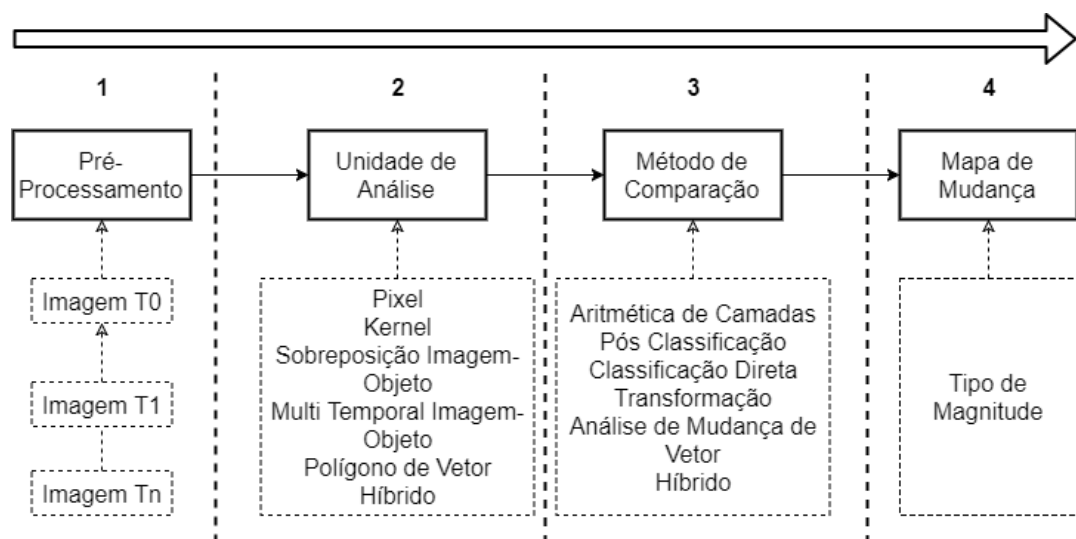 1
2
3
4
Pré-
Processamento
Unidade de
Análise
Método de
Comparação
Mapa de
Mudança
Imagem T0
Imagem T1
Imagem Tn
Pixel
Kernel
Sobreposição Imagem-
Objeto
Multi Temporal Imagem-
Objeto
Polígono de Vetor
Híbrido
Aritmética de Camadas
Pós Classificação
Classificação Direta
Transformação
Análise de Mudança de
Vetor
Híbrido
Tipo de
Magnitude